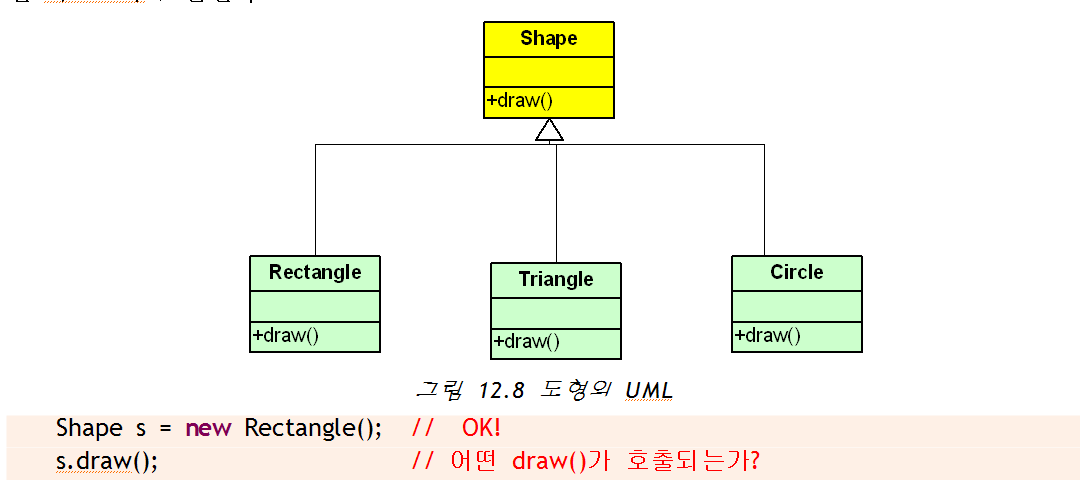 Shape
+draw()
Rectangle
+draw()
Triangle
+draw()
Circle
+draw()
그림 12.8 도형의 UML
Shape s = new Rectangle(); // OK!
s.draw(); // 어떤 draw()가 호출되는가?